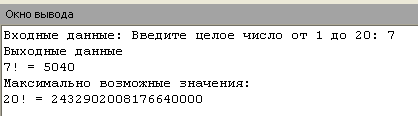 Окно вывода
Входные данные: Введите целое число от 1 до 20: 7
Выходные данные
7! = 5040
Максимально возможные значения:
20! = 2432902008176640000